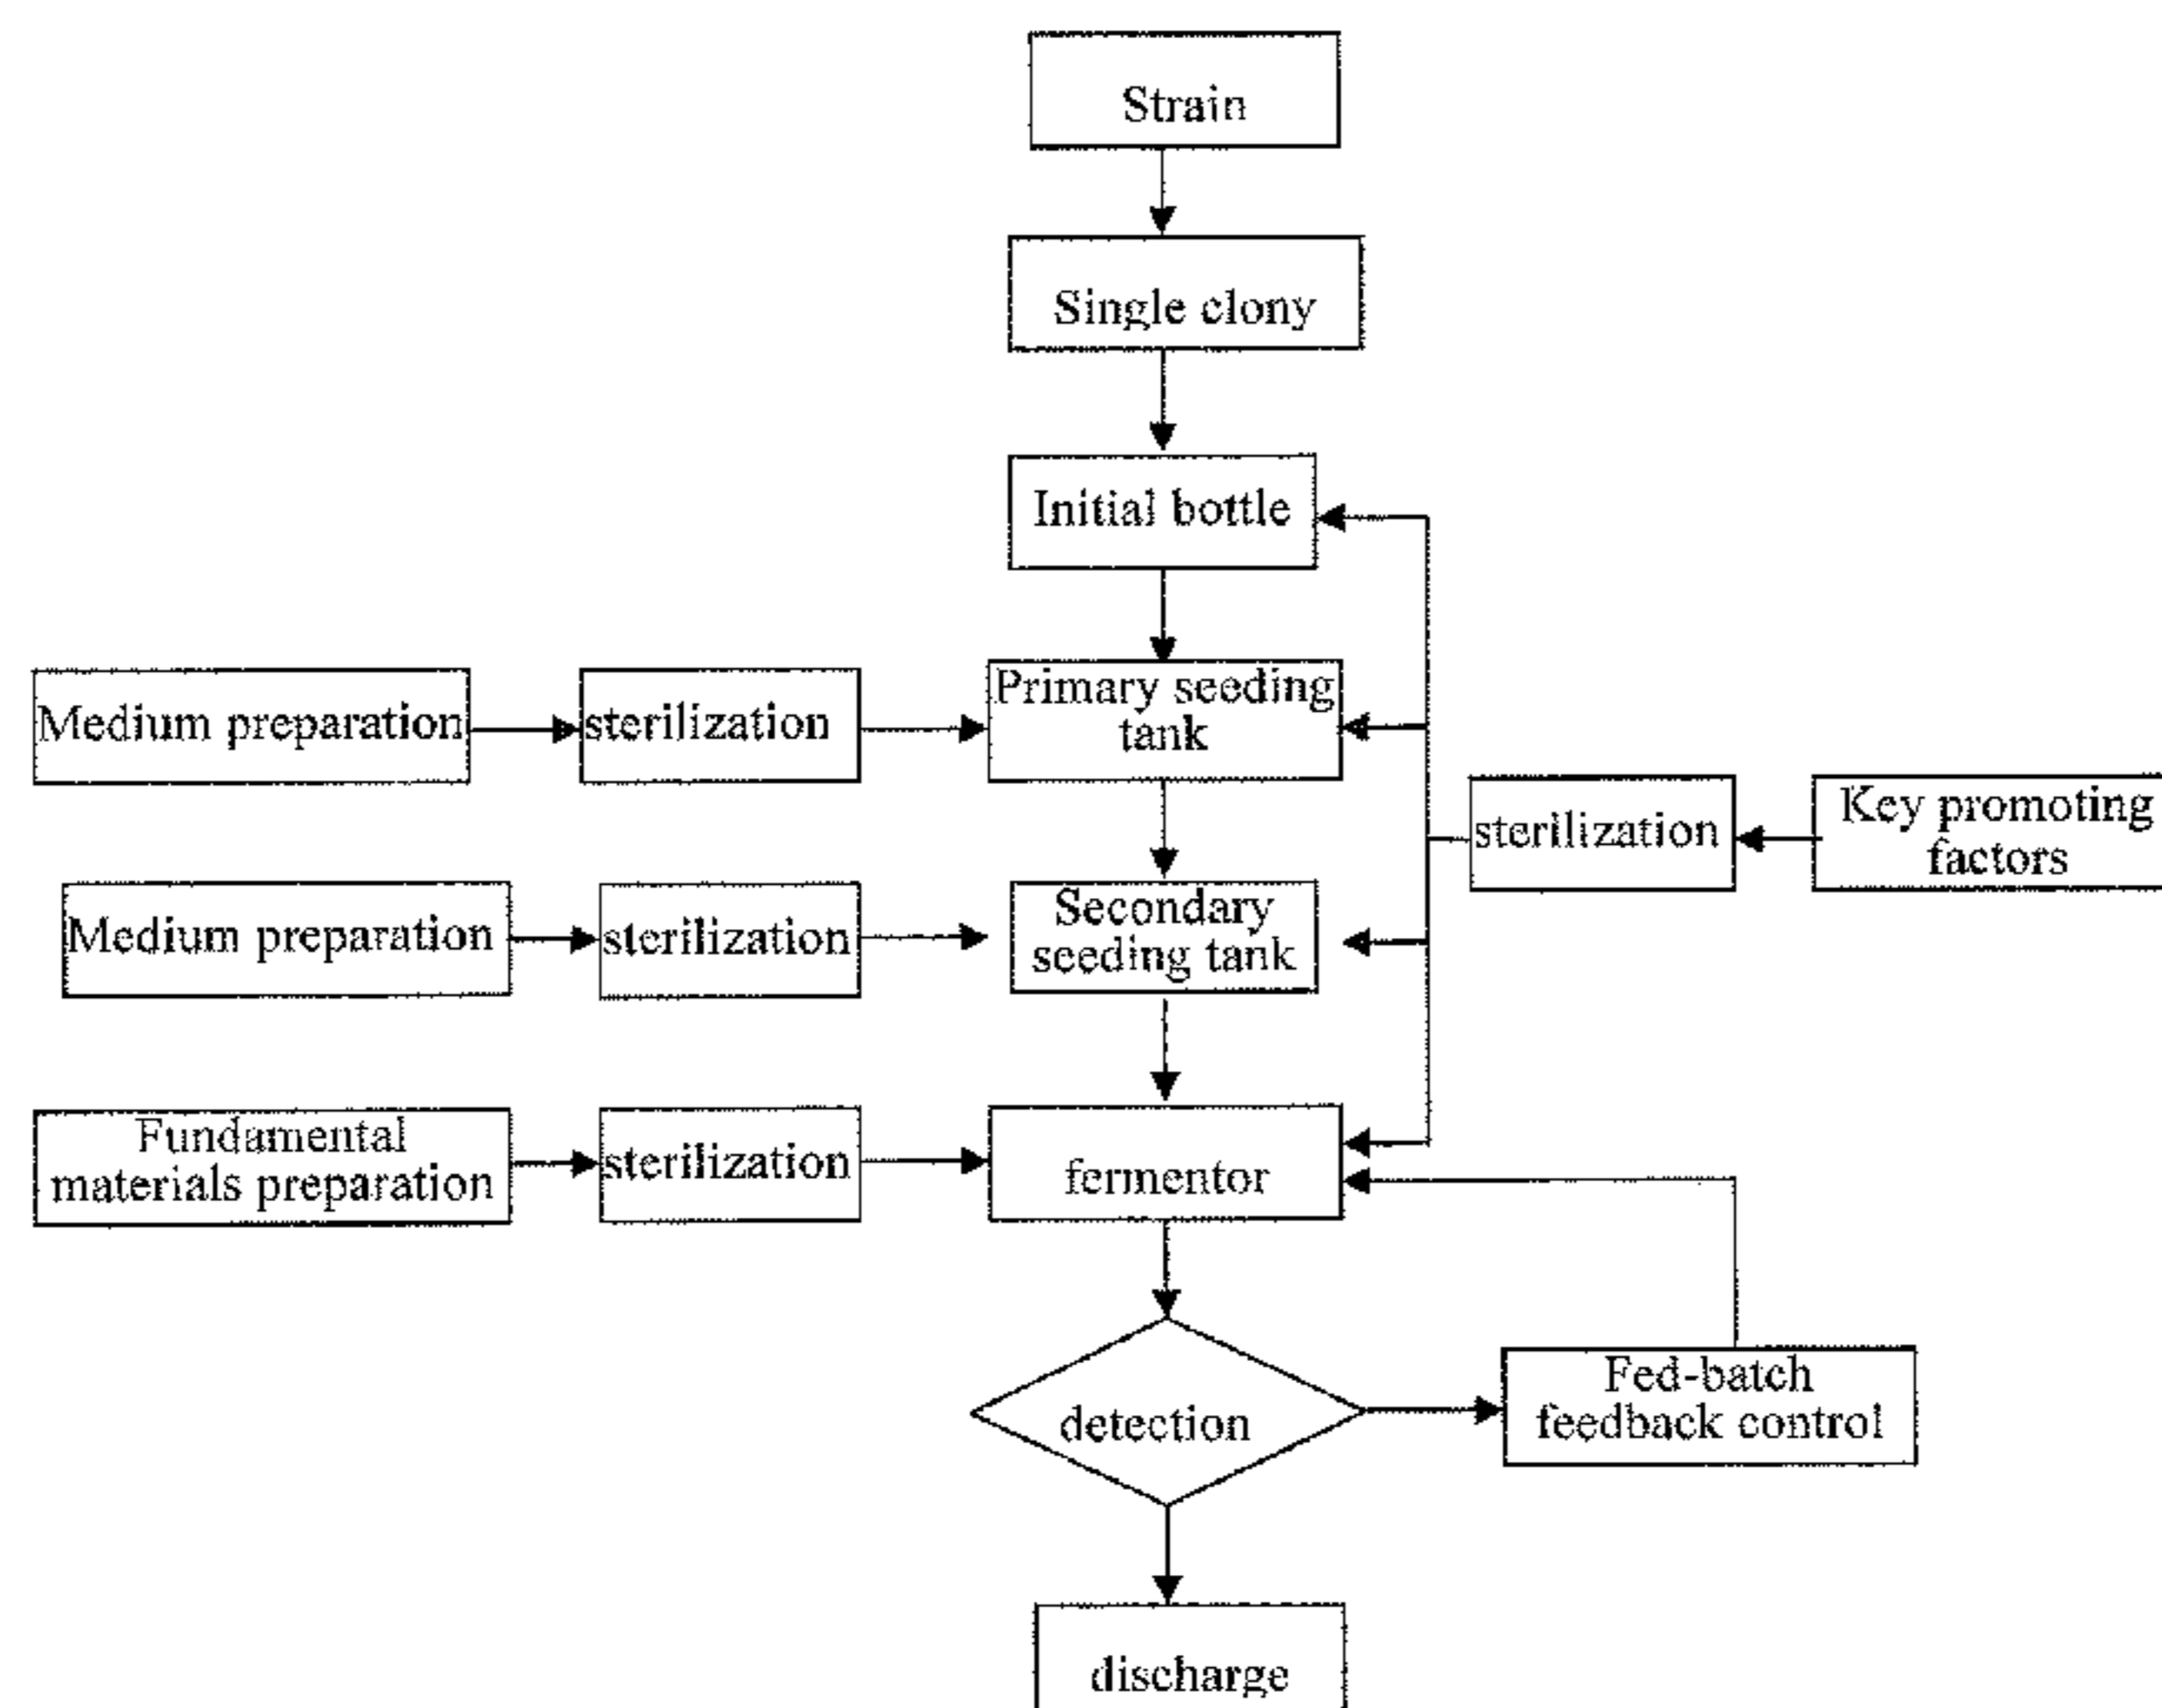 Strain
Single clony
Initial bottle
Medium preparation
sterilization
Primary seeding
tank
sterilization
Key promoting
factors
Medium preparation
sterilization
Secondary
seeding tank
Fundamental
materials preparation
sterilization
fermentor
detection
Fed-batch
feedback control
discharge